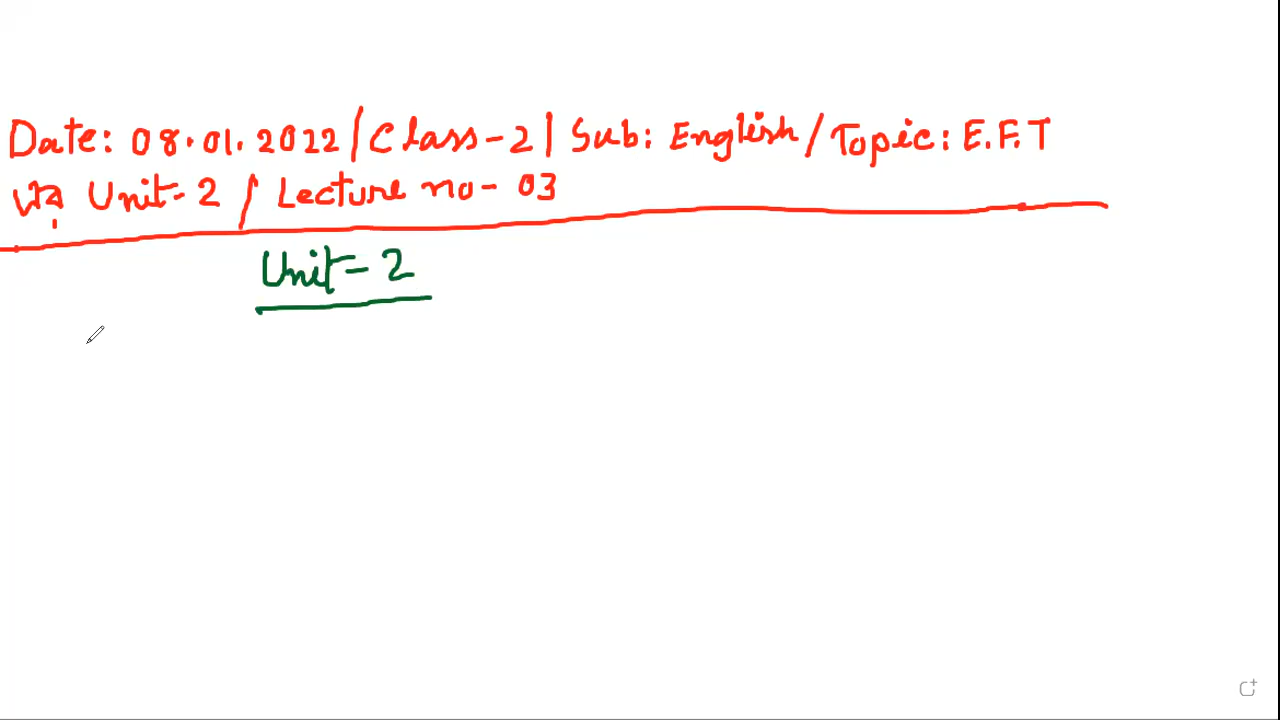 Date: 08.01.2022 / Class-2 | Sub: English / Topic: E.F.T
Unit-2 / Lecture no- 03
Unit-2